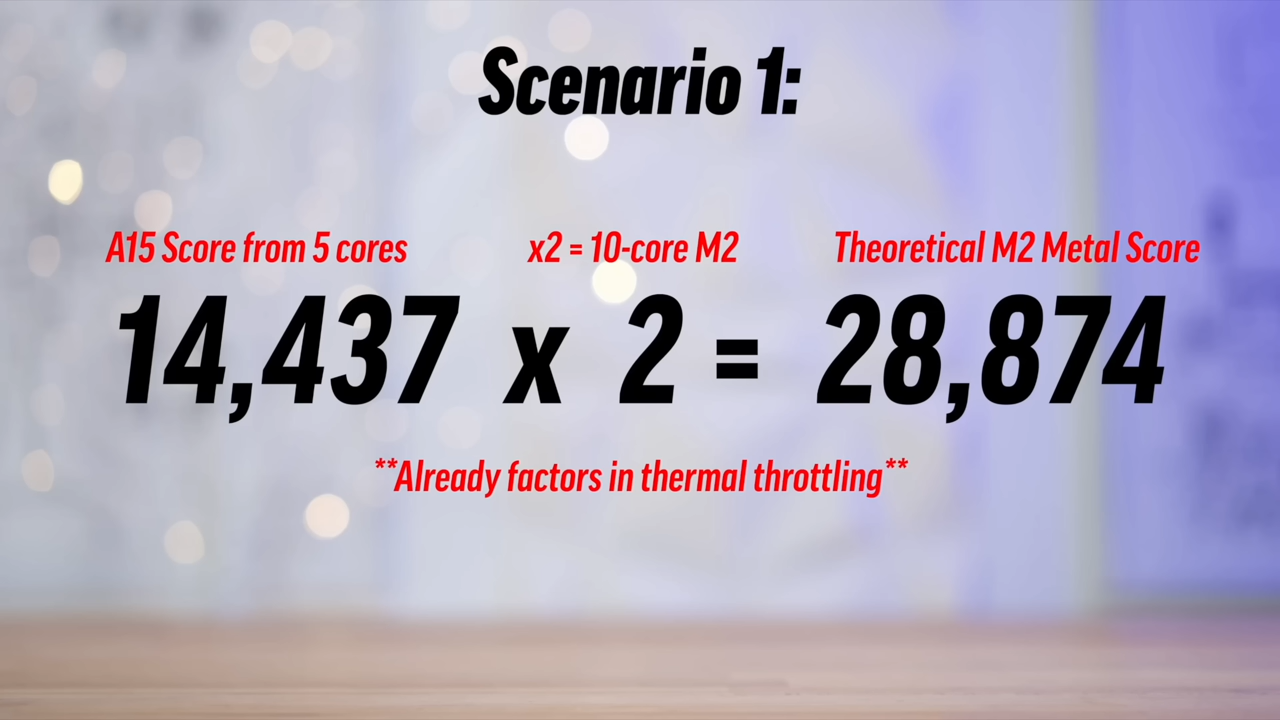 Scenario 1:
A15 Score from 5 cores x2 = 10-core M2 Theoretical M2 Metal Score
14,437 x 2 = 28,874
**Already factors in thermal throttling**